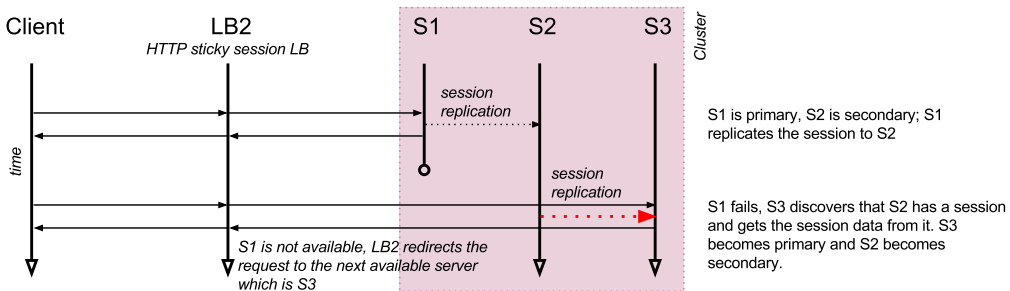 Client
LB2
S1
S2
S3
HTTP sticky session LB
Cluster
session
replication
S1 is primary, S2 is secondary; S1
replicates the session to S2
time
session
replication
S1 fails, S3 discovers that S2 has a session
and gets the session data from it. S3
becomes primary and S2 becomes
secondary.
S1 is not available, LB2 redirects the
request to the next available server
which is S3